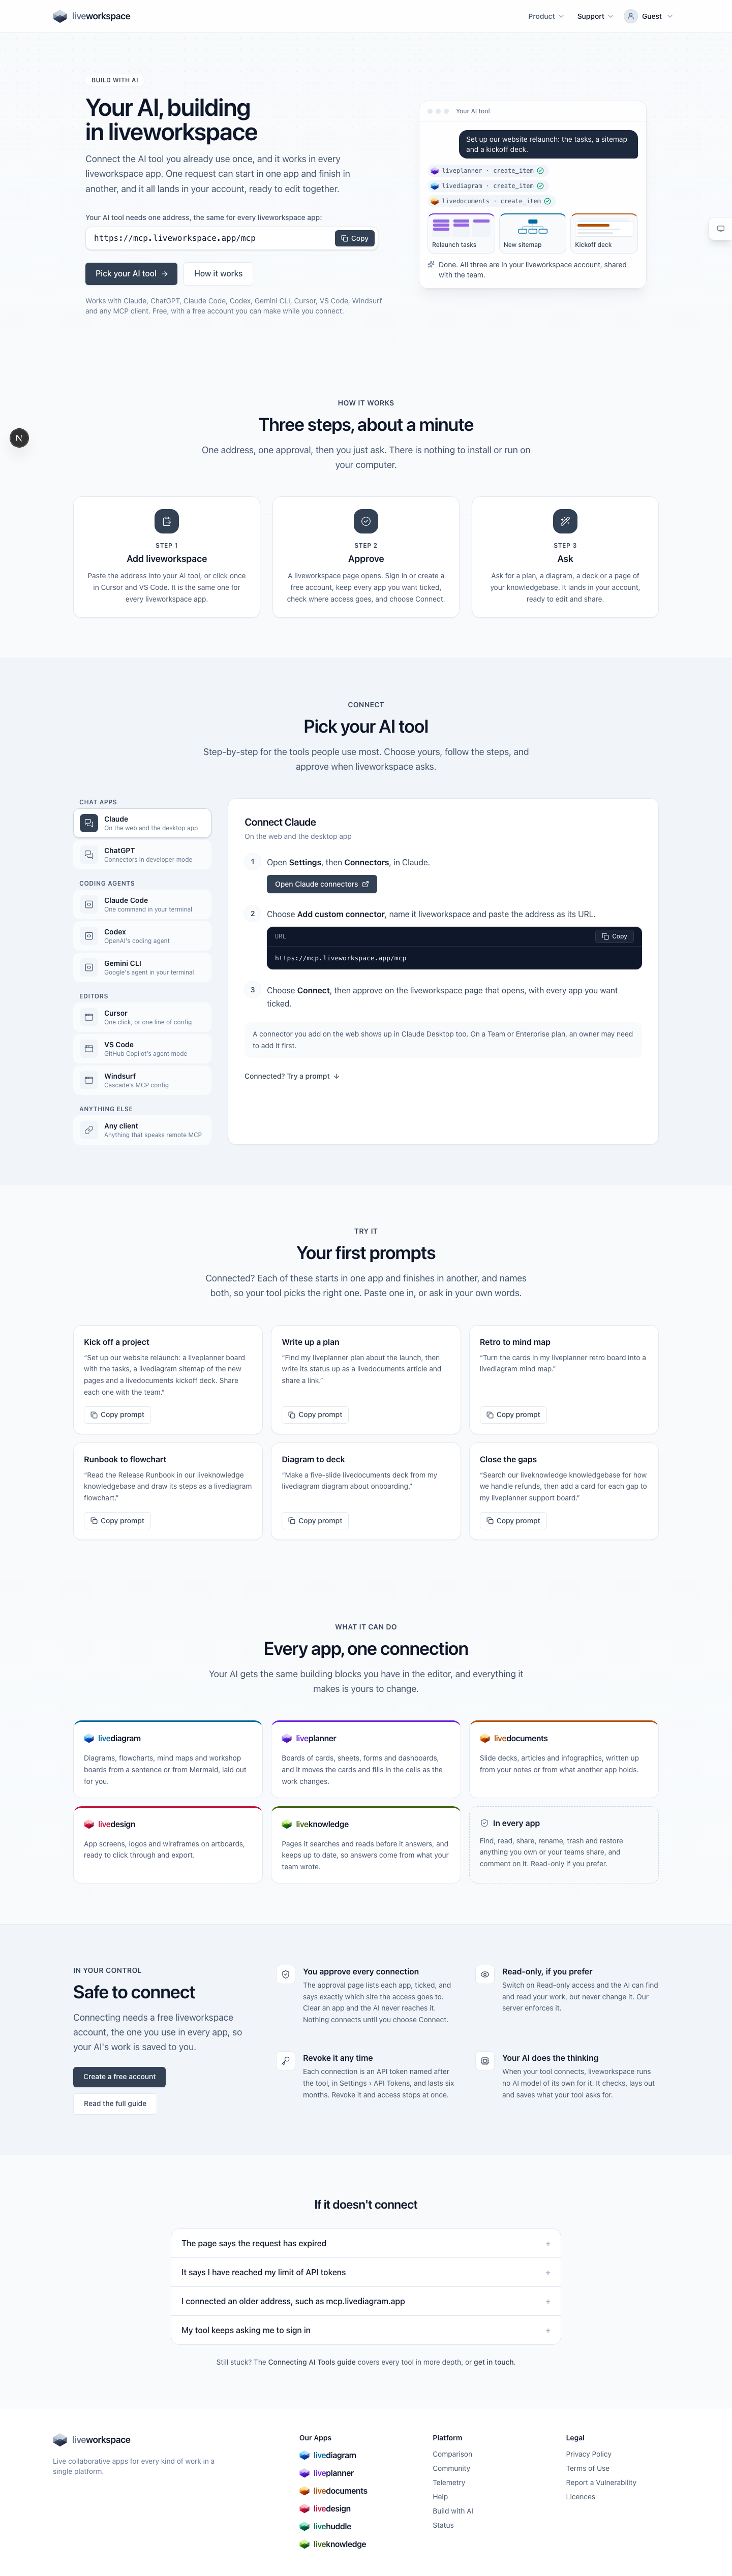 liveworkspace
Product
Support
Guest
BUILD WITH AI
Your AI, building
in liveworkspace
Connect the AI tool you already use once, and it works in every
liveworkspace app. One request can start in one app and finish in
another, and it all lands in your account, ready to edit together.
Your AI tool needs one address, the same for every liveworkspace app:
https://mcp.liveworkspace.app/mcp
Copy
Pick your AI tool →
How it works
Works with Claude, ChatGPT, Claude Code, Codex, Gemini CLI, Cursor, VS Code, Windsurf
and any MCP client. Free, with a free account you can make while you connect.
Your AI tool
Set up our website relaunch: the tasks, a sitemap
and a kickoff deck.
liveplanner · create_item
livediagram · create_item
livedocuments · create_item
Relaunch tasks
New sitemap
Kickoff deck
Done. All three are in your liveworkspace account, shared
with the team.
N
HOW IT WORKS
Three steps, about a minute
One address, one approval, then you just ask. There is nothing to install or run on
your computer.
STEP 1
Add liveworkspace
Paste the address into your AI tool, or click once
in Cursor and VS Code. It is the same one for
every liveworkspace app.
STEP 2
Approve
A liveworkspace page opens. Sign in or create a
free account, keep every app you want ticked,
check where access goes, and choose Connect.
STEP 3
Ask
Ask for a plan, a diagram, a deck or a page of
your knowledgebase. It lands in your account,
ready to edit and share.
CONNECT
Pick your AI tool
Step-by-step for the tools people use most. Choose yours, follow the steps, and
approve when liveworkspace asks.
CHAT APPS
Claude
On the web and the desktop app
ChatGPT
Connectors in developer mode
CODING AGENTS
Claude Code
One command in your terminal
Codex
OpenAI's coding agent
Gemini CLI
Google's agent in your terminal
EDITORS
Cursor
One click, or one line of config
VS Code
GitHub Copilot's agent mode
Windsurf
Cascade's MCP config
ANYTHING ELSE
Any client
Anything that speaks remote MCP
Connect Claude
On the web and the desktop app
1
Open Settings, then Connectors, in Claude.
Open Claude connectors
2
Choose Add custom connector, name it liveworkspace and paste the address as its URL.
URL
Copy
https://mcp.liveworkspace.app/mcp
3
Choose Connect, then approve on the liveworkspace page that opens, with every app you want
ticked.
A connector you add on the web shows up in Claude Desktop too. On a Team or Enterprise plan, an owner may need
to add it first.
Connected? Try a prompt ↓
TRY IT
Your first prompts
Connected? Each of these starts in one app and finishes in another, and names
both, so your tool picks the right one. Paste one in, or ask in your own words.
Kick off a project
"Set up our website relaunch: a liveplanner board
with the tasks, a livediagram sitemap of the new
pages and a livedocuments kickoff deck. Share
each one with the team."
Copy prompt
Write up a plan
"Find my liveplanner plan about the launch, then
write its status up as a livedocuments article and
share a link."
Copy prompt
Retro to mind map
"Turn the cards in my liveplanner retro board into a
livediagram mind map."
Copy prompt
Runbook to flowchart
"Read the Release Runbook in our liveknowledge
knowledgebase and draw its steps as a livediagram
flowchart."
Copy prompt
Diagram to deck
"Make a five-slide livedocuments deck from my
livediagram diagram about onboarding."
Copy prompt
Close the gaps
"Search our liveknowledge knowledgebase for how
we handle refunds, then add a card for each gap to
my liveplanner support board."
Copy prompt
WHAT IT CAN DO
Every app, one connection
Your AI gets the same building blocks you have in the editor, and everything it
makes is yours to change.
livediagram
Diagrams, flowcharts, mind maps and workshop
boards from a sentence or from Mermaid, laid out
for you.
liveplanner
Boards of cards, sheets, forms and dashboards,
and it moves the cards and fills in the cells as the
work changes.
livedocuments
Slide decks, articles and infographics, written up
from your notes or from what another app holds.
livedesign
App screens, logos and wireframes on artboards,
ready to click through and export.
liveknowledge
Pages it searches and reads before it answers, and
keeps up to date, so answers come from what your
team wrote.
In every app
Find, read, share, rename, trash and restore
anything you own or your teams share, and
comment on it. Read-only if you prefer.
IN YOUR CONTROL
Safe to connect
Connecting needs a free liveworkspace
account, the one you use in every app, so
your AI's work is saved to you.
Create a free account
Read the full guide
You approve every connection
The approval page lists each app, ticked, and
says exactly which site the access goes to.
Clear an app and the AI never reaches it.
Nothing connects until you choose Connect.
Read-only, if you prefer
Switch on Read-only access and the AI can find
and read your work, but never change it. Our
server enforces it.
Revoke it any time
Each connection is an API token named after
the tool, in Settings › API Tokens, and lasts six
months. Revoke it and access stops at once.
Your AI does the thinking
When your tool connects, liveworkspace runs
no AI model of its own for it. It checks, lays out
and saves what your tool asks for.
If it doesn't connect
The page says the request has expired +
It says I have reached my limit of API tokens +
I connected an older address, such as mcp.livediagram.app +
My tool keeps asking me to sign in +
Still stuck? The Connecting AI Tools guide covers every tool in more depth, or get in touch.
liveworkspace
Live collaborative apps for every kind of work in a
single platform.
Our Apps
livediagram
liveplanner
livedocuments
livedesign
livehuddle
liveknowledge
Platform
Comparison
Community
Telemetry
Help
Build with AI
Status
Legal
Privacy Policy
Terms of Use
Report a Vulnerability
Licences